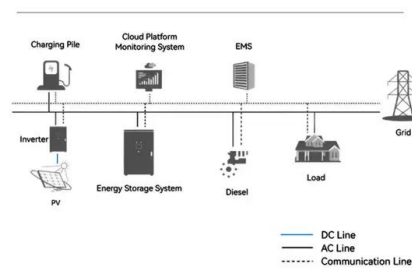 Charging Pile
Cloud Platform
Monitoring System
EMS
Grid
Inverter
PV
Energy Storage System
Diesel
Load
DC Line
AC Line
Communication Line